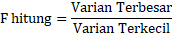 F hitung = Varian Terbesar
Varian Terkecil